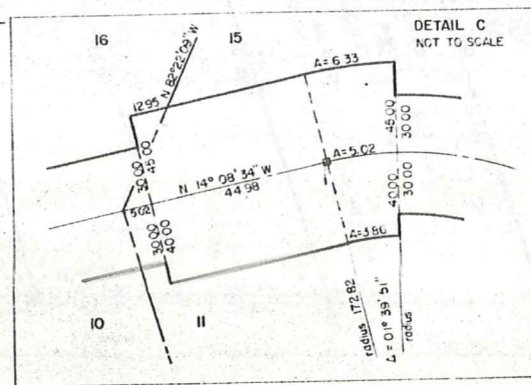 DETAIL C
NOT TO SCALE
16
15
N 82° 22' 09" W
A = 6.33
12.95
45.00
30.00
30.00
45.00
A = 5.02
N 14° 08' 34" W
44.98
5.02
40.00
30.00
30.00
40.00
A = 3.86
radius 172.82
Δ = 01° 39' 51"
radius
10
11